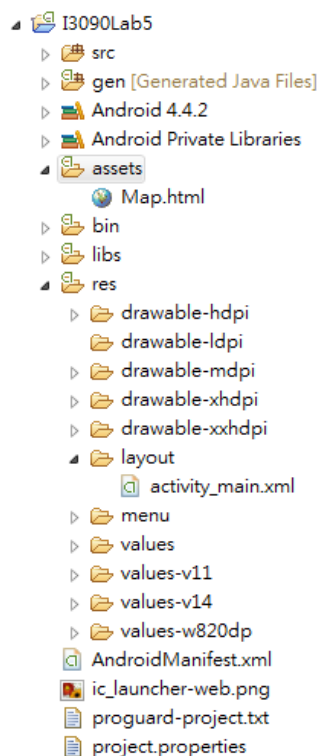 I3090Lab5
src
gen [Generated Java Files]
Android 4.4.2
Android Private Libraries
assets
Map.html
bin
libs
res
drawable-hdpi
drawable-ldpi
drawable-mdpi
drawable-xhdpi
drawable-xxhdpi
layout
activity_main.xml
menu
values
values-v11
values-v14
values-w820dp
AndroidManifest.xml
ic_launcher-web.png
proguard-project.txt
project.properties